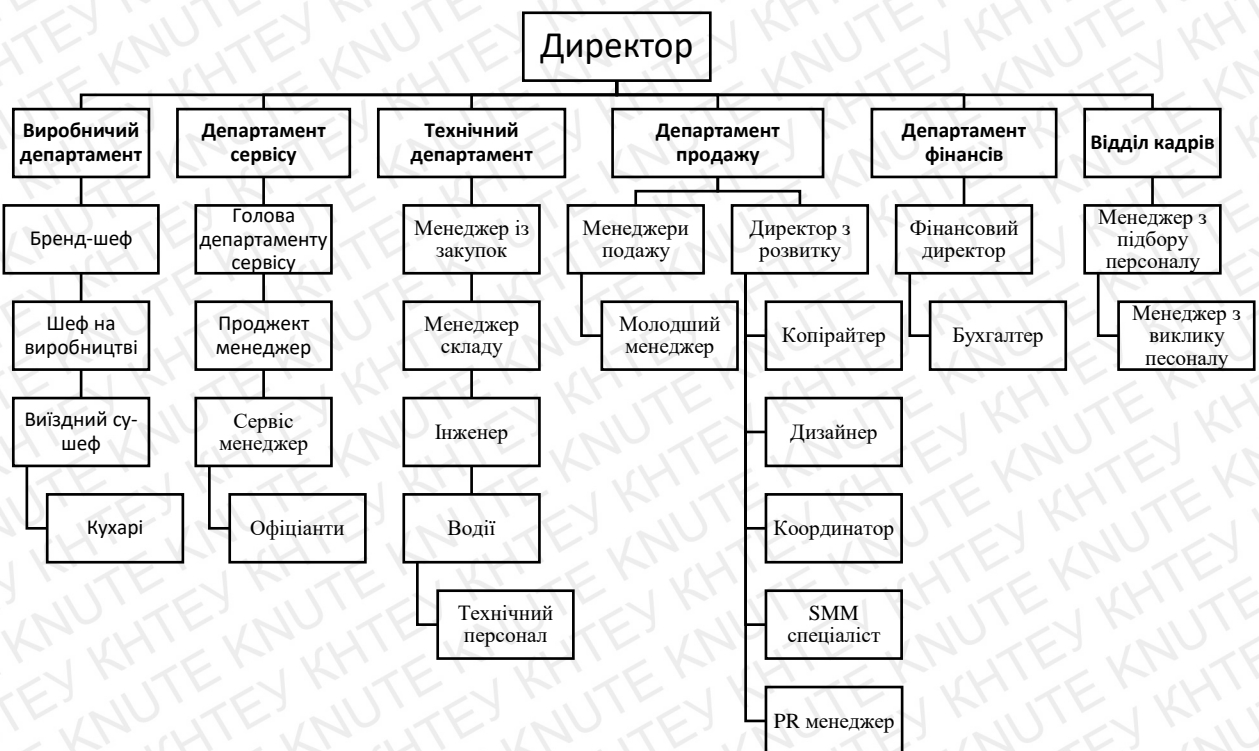 Директор
Виробничий
департамент
Бренд-шеф
Шеф на
виробництві
Виїздний су-
шеф
Кухарі
Департамент
сервісу
Голова
департаменту
сервісу
Проджект
менеджер
Сервіс
менеджер
Офіціанти
Технічний
департамент
Менеджер із
закупок
Менеджер
складу
Інженер
Водії
Технічний
персонал
Департамент
продажу
Менеджери
подажу
Молодший
менеджер
Директор з
розвитку
Копірайтер
Дизайнер
Координатор
SMM
спеціаліст
PR менеджер
Департамент
фінансів
Фінансовий
директор
Бухгалтер
Відділ кадрів
Менеджер з
підбору
персоналу
Менеджер з
виклику
песоналу